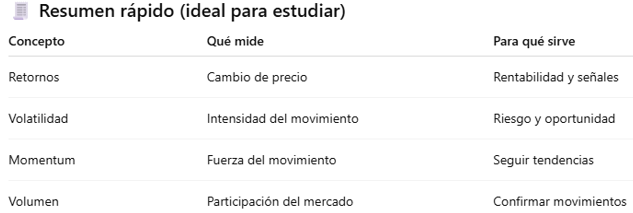 Resumen rápido (ideal para estudiar)
Concepto Qué mide Para qué sirve
Retornos Cambio de precio Rentabilidad y señales
Volatilidad Intensidad del movimiento Riesgo y oportunidad
Momentum Fuerza del movimiento Seguir tendencias
Volumen Participación del mercado Confirmar movimientos